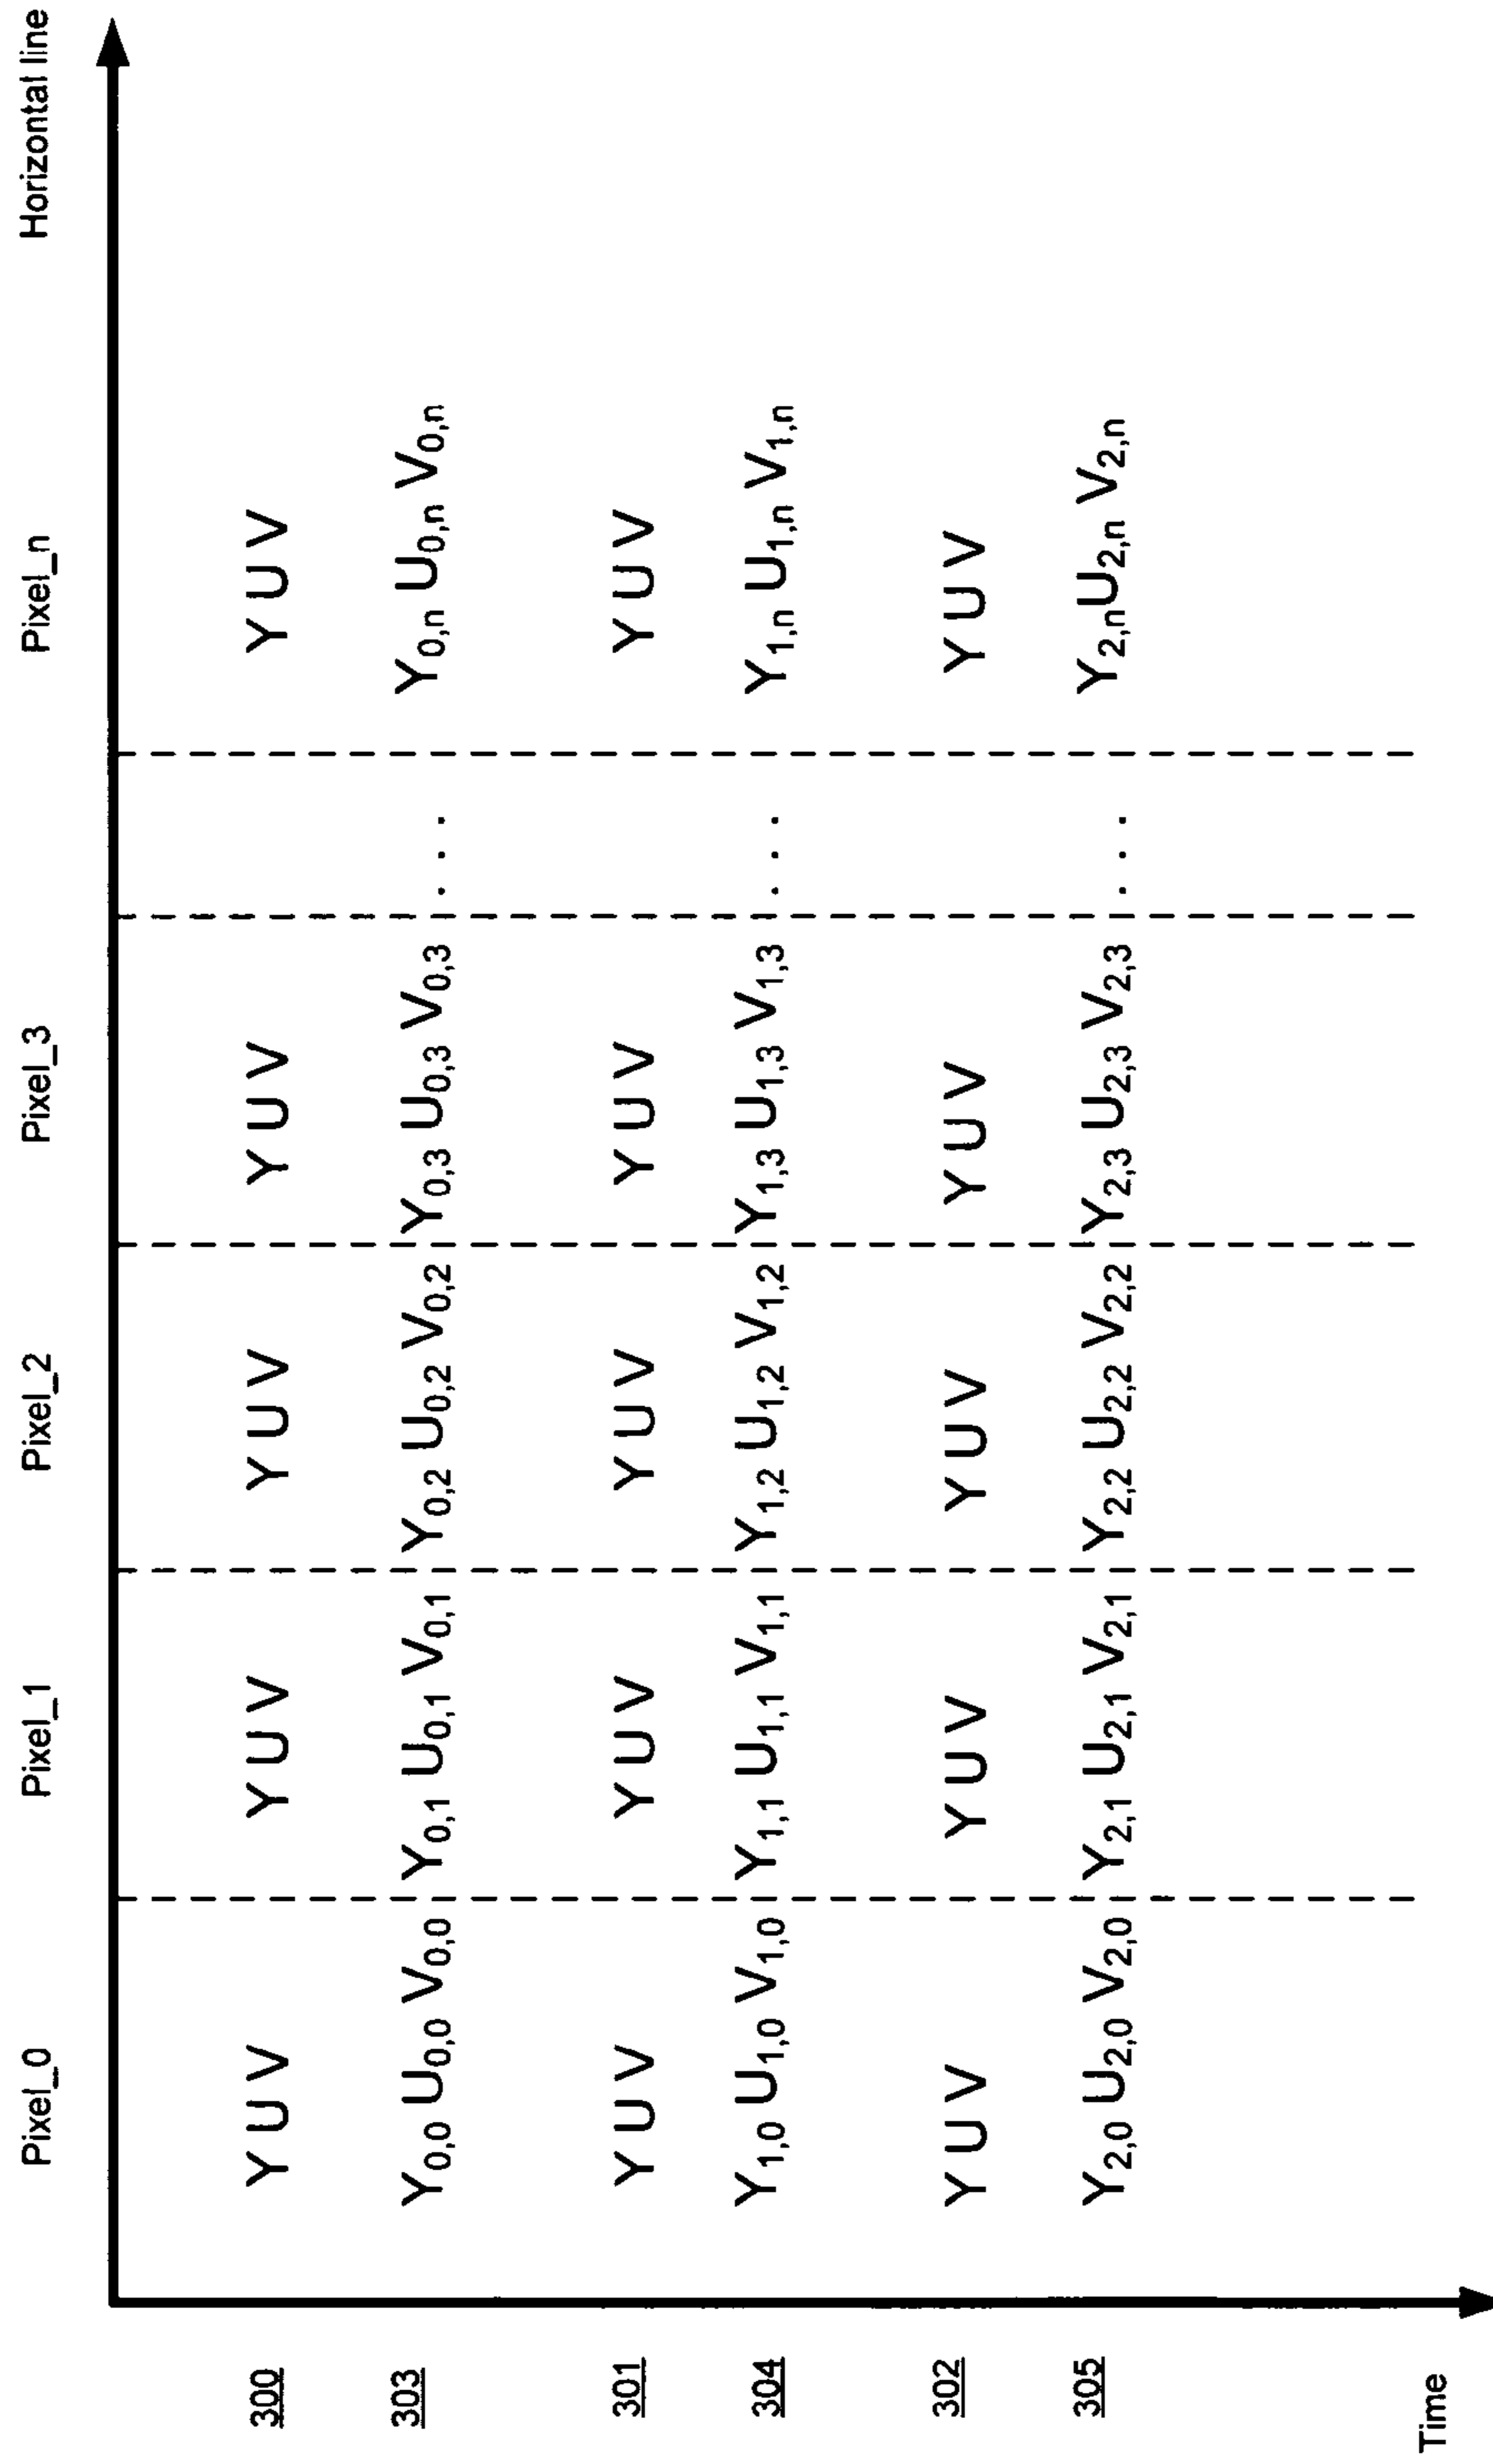 Pixel_0 Pixel_1 Pixel_2 Pixel_3 Pixel_n Horizontal line
300 Y U V Y U V Y U V Y U V Y U V
303 Y0,0 U0,0 V0,0 Y0,1 U0,1 V0,1 Y0,2 U0,2 V0,2 Y0,3 U0,3 V0,3 . . . Y0,n U0,n V0,n
301 Y U V Y U V Y U V Y U V Y U V
304 Y1,0 U1,0 V1,0 Y1,1 U1,1 V1,1 Y1,2 U1,2 V1,2 Y1,3 U1,3 V1,3 . . . Y1,n U1,n V1,n
302 Y U V Y U V Y U V Y U V Y U V
305 Y2,0 U2,0 V2,0 Y2,1 U2,1 V2,1 Y2,2 U2,2 V2,2 Y2,3 U2,3 V2,3 . . . Y2,n U2,n V2,n
Time